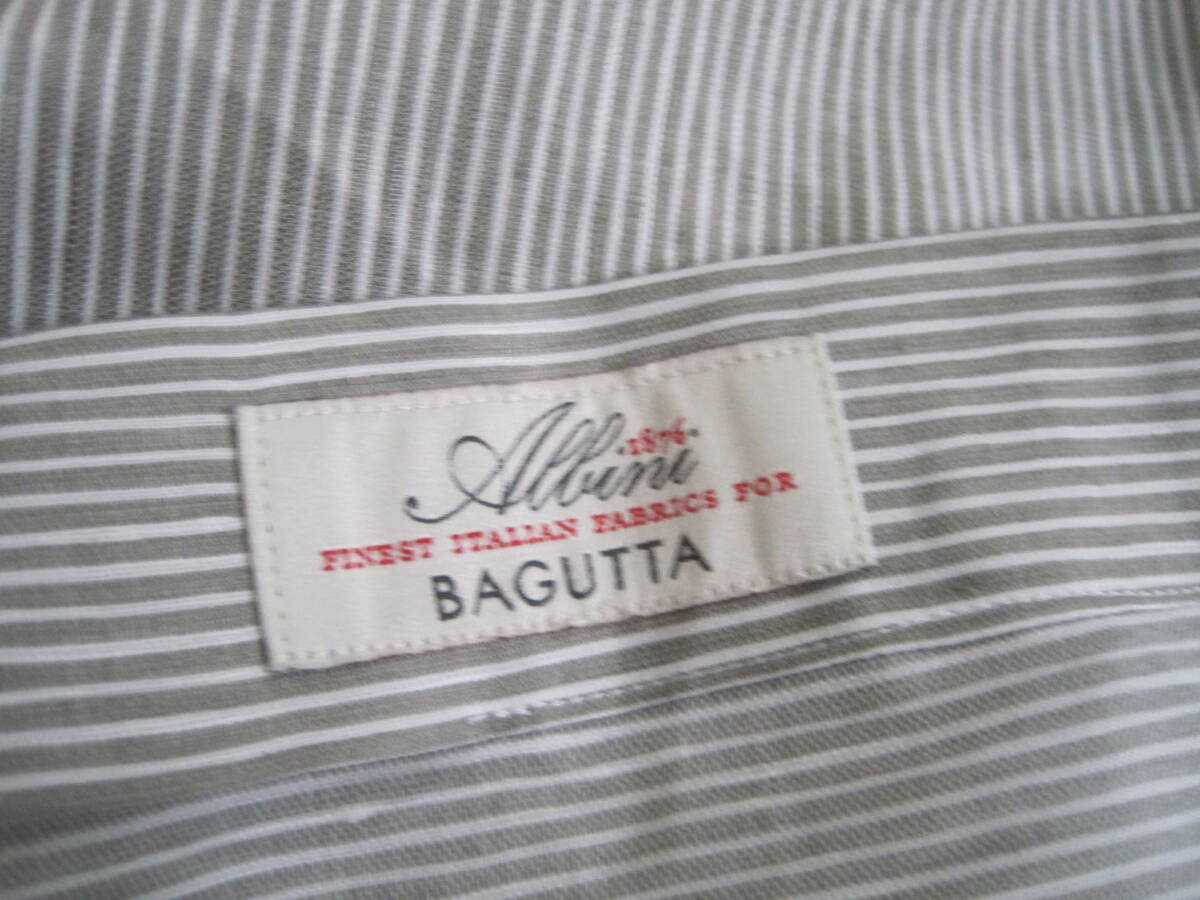 Albini
·1876·
FINEST ITALIAN FABRICS FOR
BAGUTTA